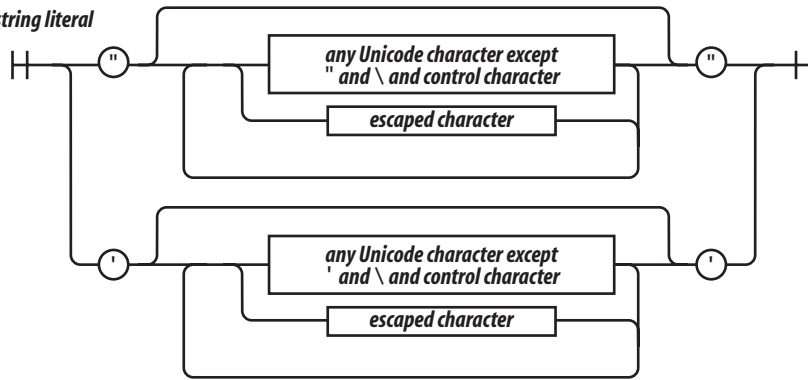 string literal
"
any Unicode character except
" and \ and control character
"
escaped character
'
any Unicode character except
' and \ and control character
'
escaped character